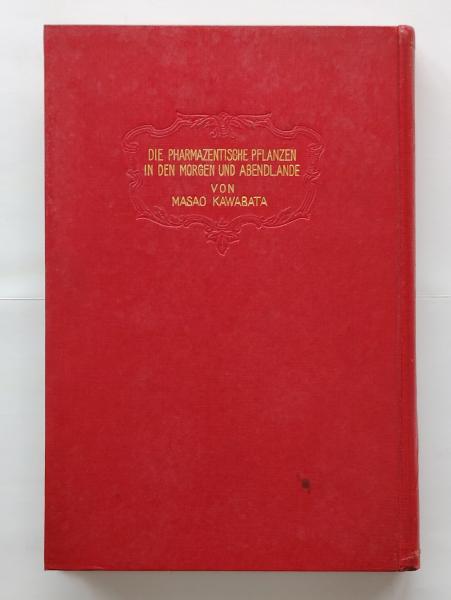 DIE PHARMAZENTISCHE PFLANZEN
IN DEN MORGEN UND ABENDLANDE
VON
MASAO KAWABATA